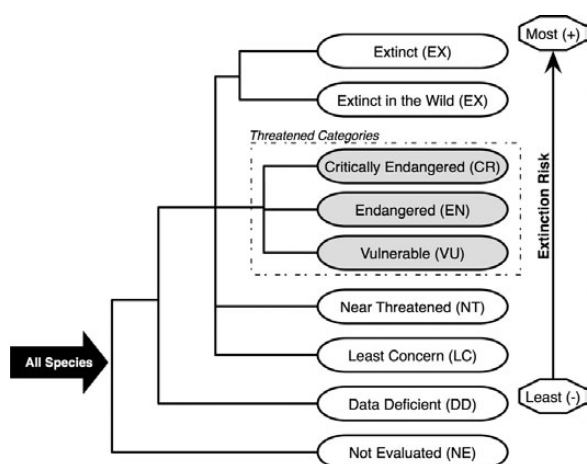 Extinct (EX)
Most (+)
Extinct in the Wild (EX)
Threatened Categories
Critically Endangered (CR)
Endangered (EN)
Vulnerable (VU)
Extinction Risk
Near Threatened (NT)
All Species
Least Concern (LC)
Data Deficient (DD)
Least (-)
Not Evaluated (NE)